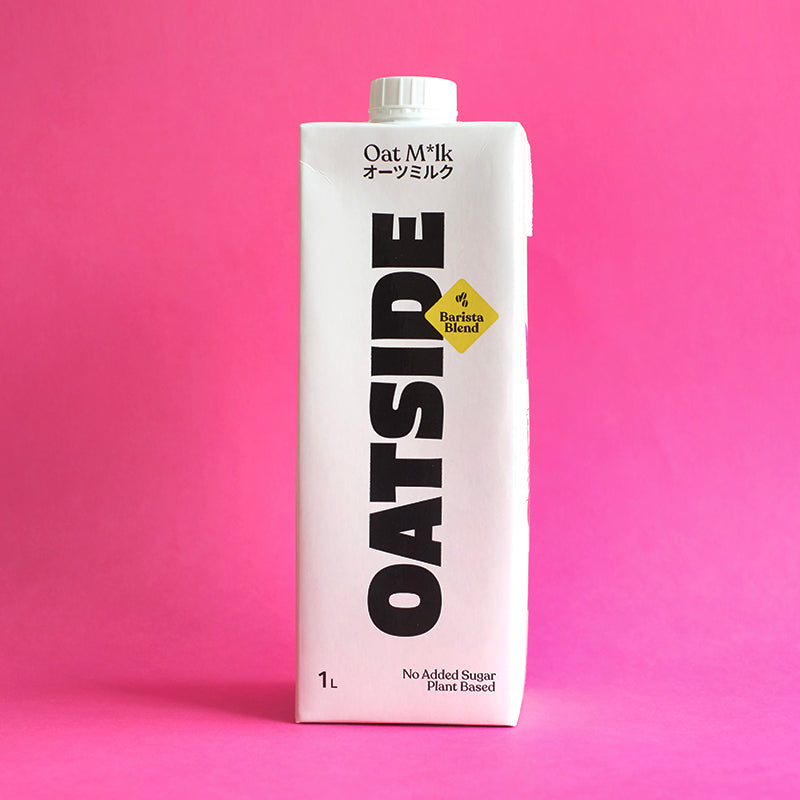 Oat M*lk
オーツミルク
OATSIDE
Barista
Blend
1L
No Added Sugar
Plant Based